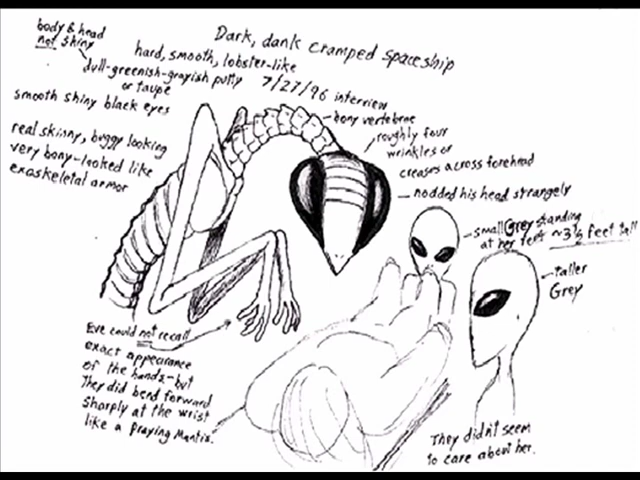 Dark, dank cramped spaceship
body & head
not shiny
hard, smooth, lobster-like
dull-greenish-grayish putty
or taupe
7/27/96 interview
smooth shiny black eyes
bony vertebrae
real skinny, buggy looking
very bony-looked like
exoskeletal armor
roughly four
wrinkles or
creases across forehead
nodded his head strangely
small Grey standing
at her feet ~3½ feet tall
taller
Grey
Eve could not recall
exact appearance
of the hands-but
They did bend forward
sharply at the wrist
like a Praying Mantis.
They didn't seem
to care about her.